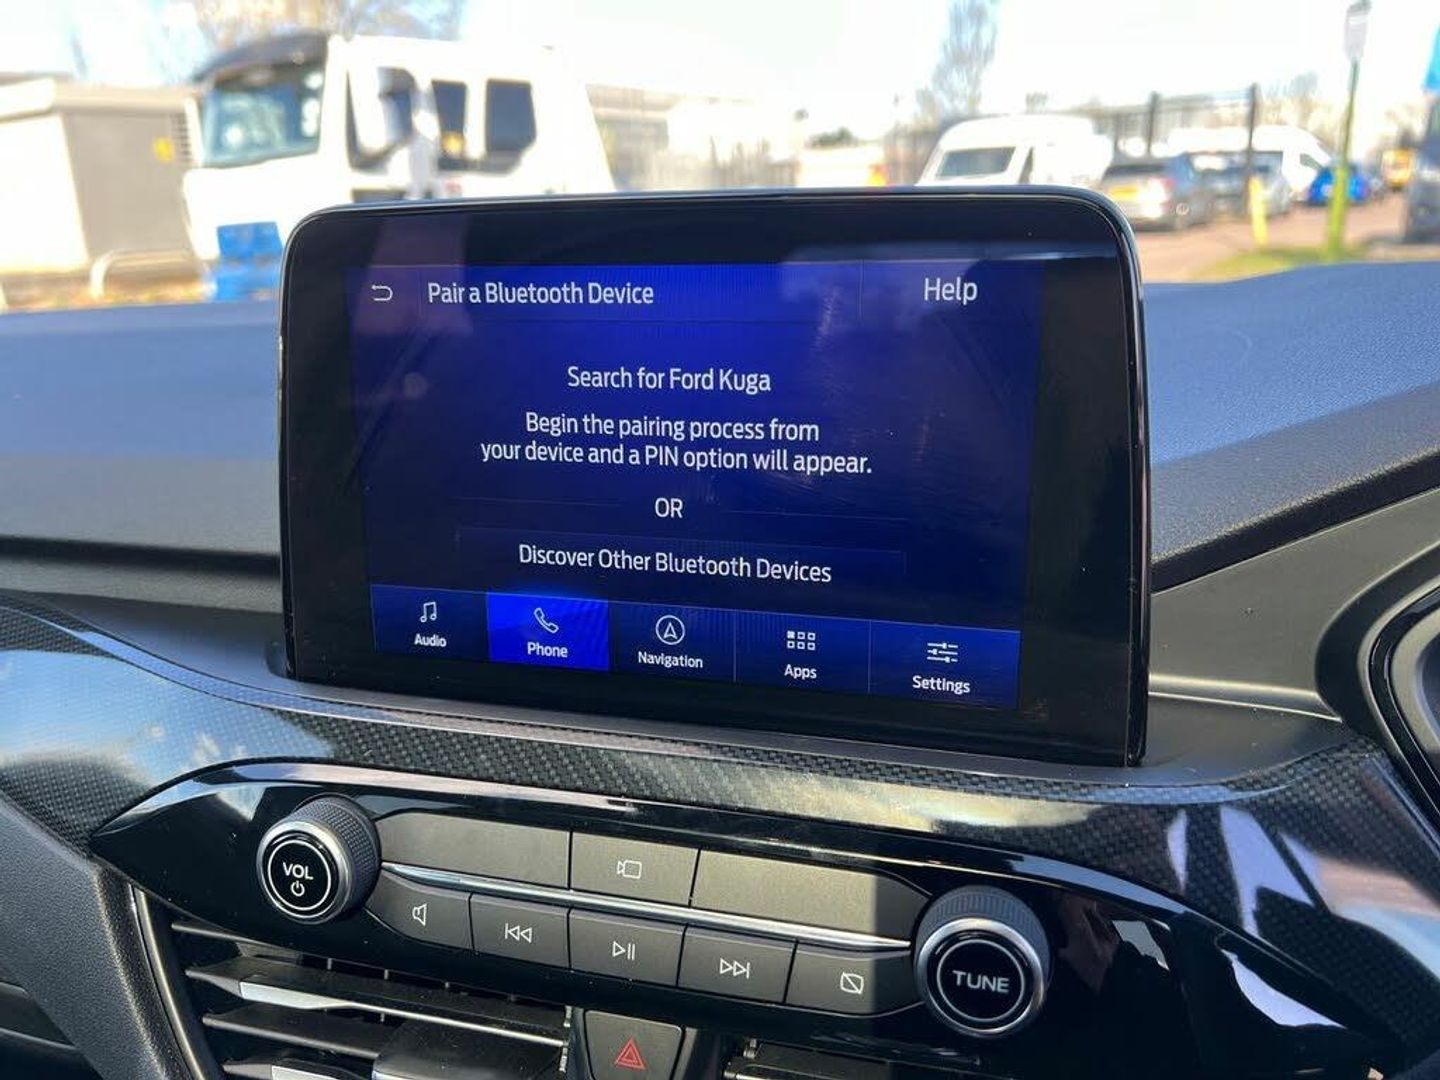 Pair a Bluetooth Device
Help
Search for Ford Kuga
Begin the pairing process from
your device and a PIN option will appear.
OR
Discover Other Bluetooth Devices
Audio
Phone
Navigation
Apps
Settings
VOL
TUNE